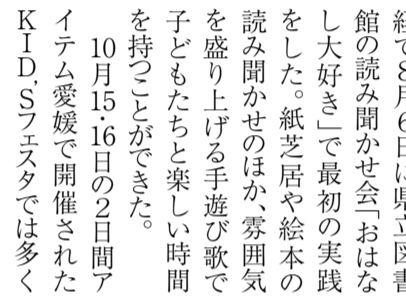 経て8月6日に県立図書
館の読み聞かせ会「おはな
し大好き」で最初の実践
をした。紙芝居や絵本の
読み聞かせのほか、雰囲気
を盛り上げる手遊び歌で
子どもたちと楽しい時間
を持つことができた。
10月15・16日の2日間ア
イテム愛媛で開催された
KID,Sフェスタでは多く